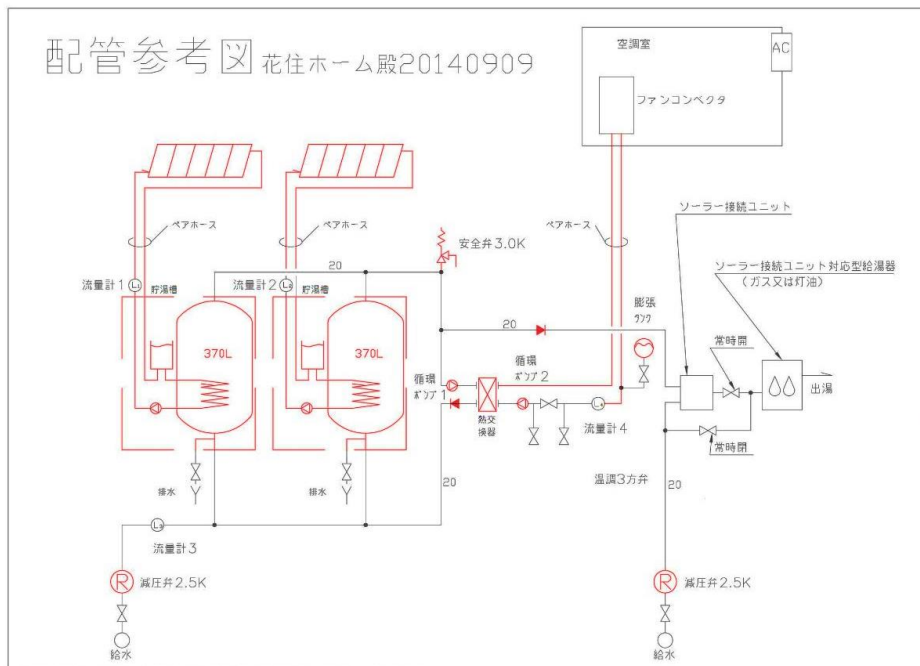 配管参考図 花住ホーム殿20140909
空調室
AC
ファンコンベクタ
ペアホース
ペアホース
ペアホース
ソーラー接続ユニット
ソーラー接続ユニット対応型給湯器
(ガス又は灯油)
安全弁3.0K
20
流量計1
L1
貯湯槽
流量計2
L2
貯湯槽
370L
370L
20
膨張
タンク
常時開
出湯
循環
ポンプ1
循環
ポンプ2
熱交
換器
L4
流量計4
常時閉
温調3方弁
20
20
排水
排水
L3
流量計3
R
減圧弁2.5K
給水
R
減圧弁2.5K
給水